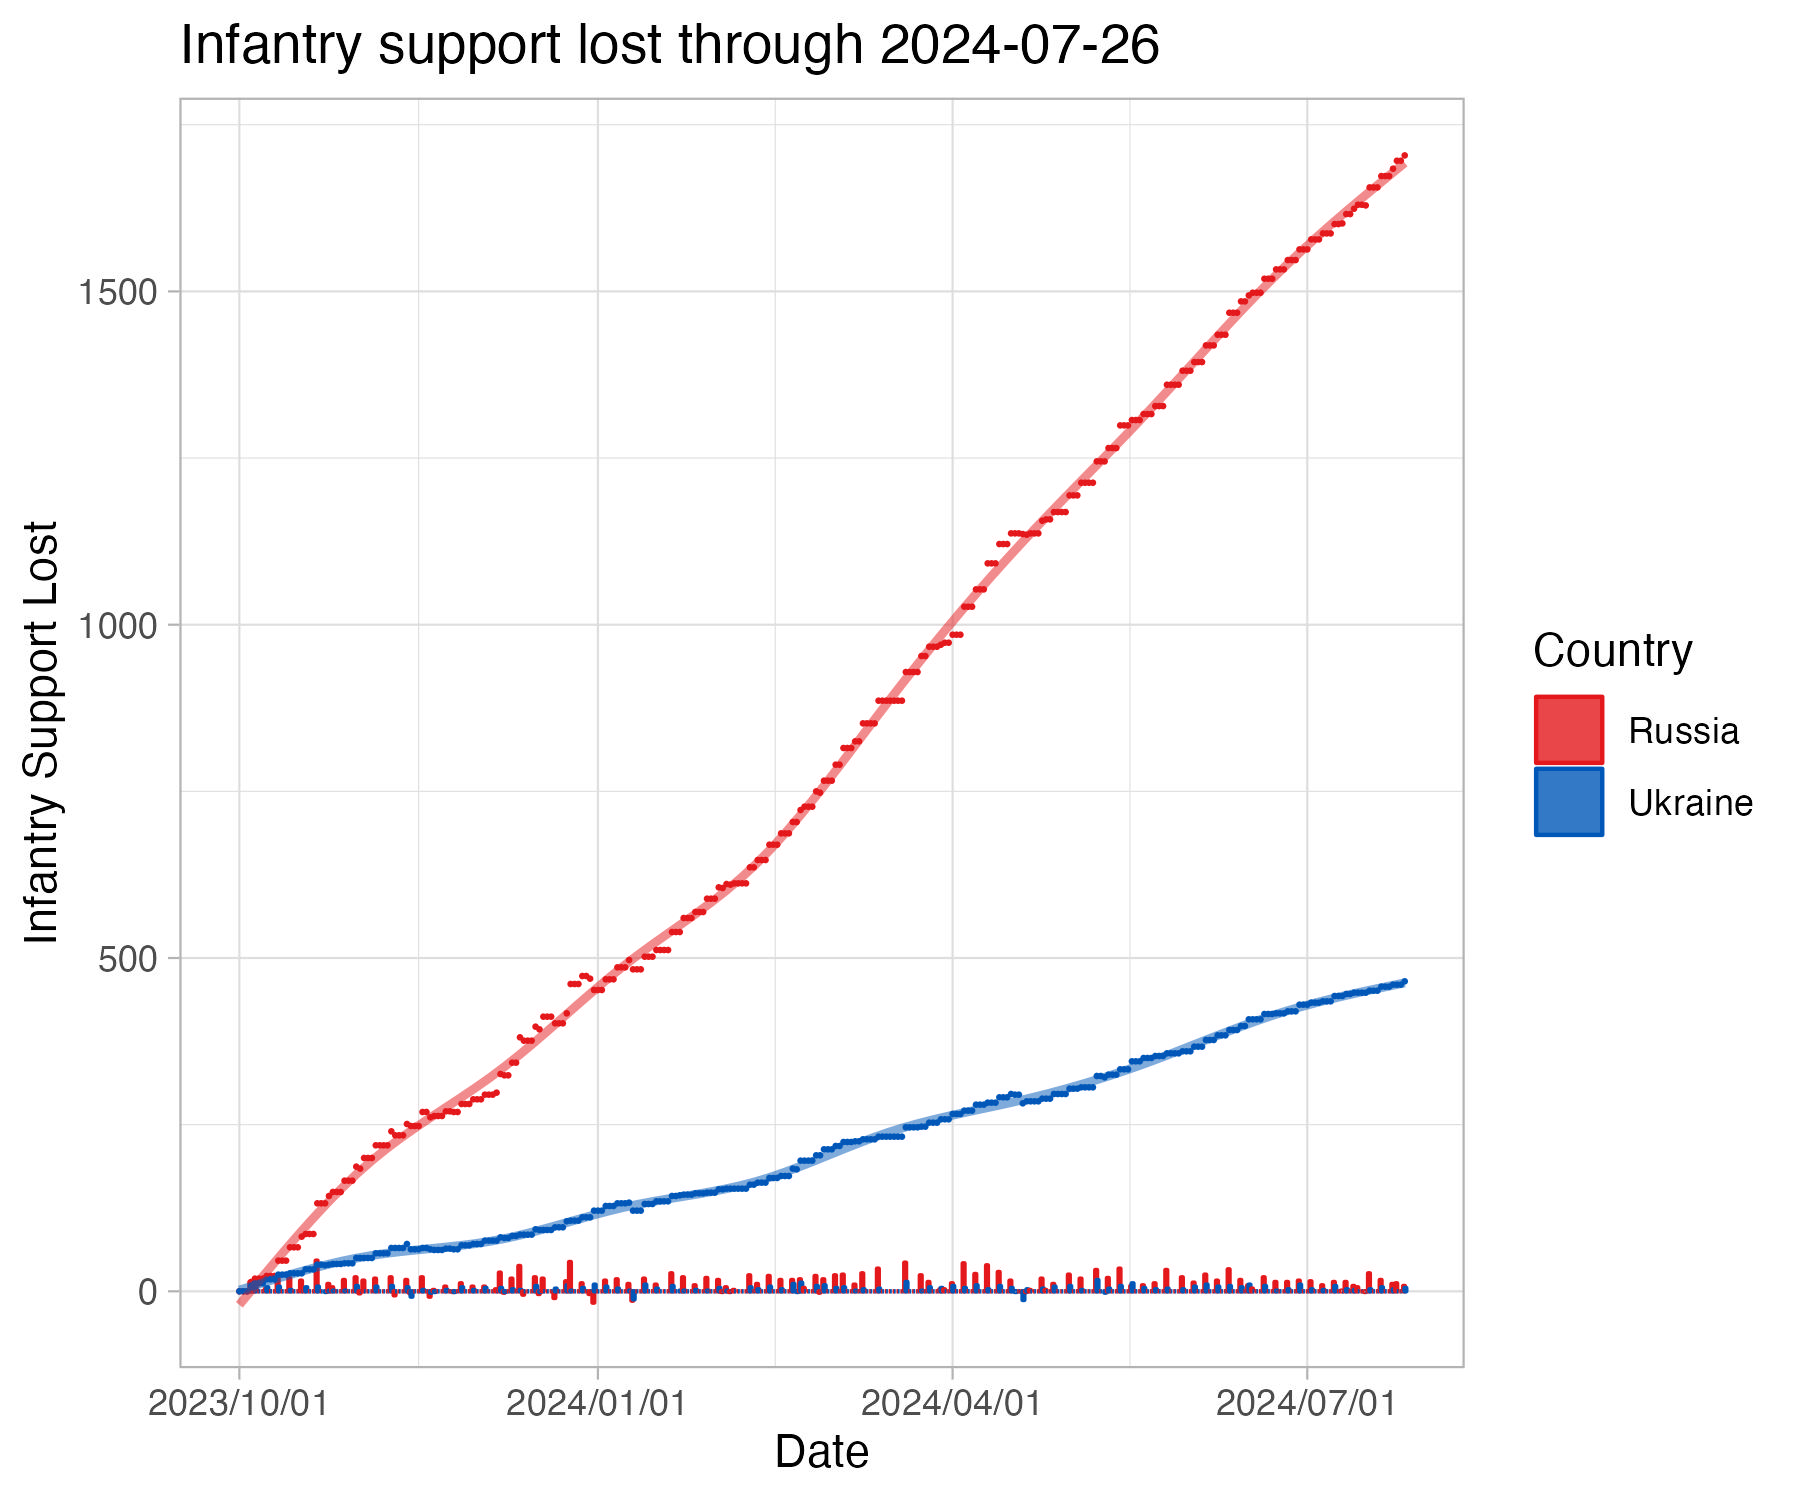 Infantry support lost through 2024-07-26
Infantry Support Lost
1500
1000
500
0
2023/10/01
2024/01/01
2024/04/01
2024/07/01
Date
Country
Russia
Ukraine